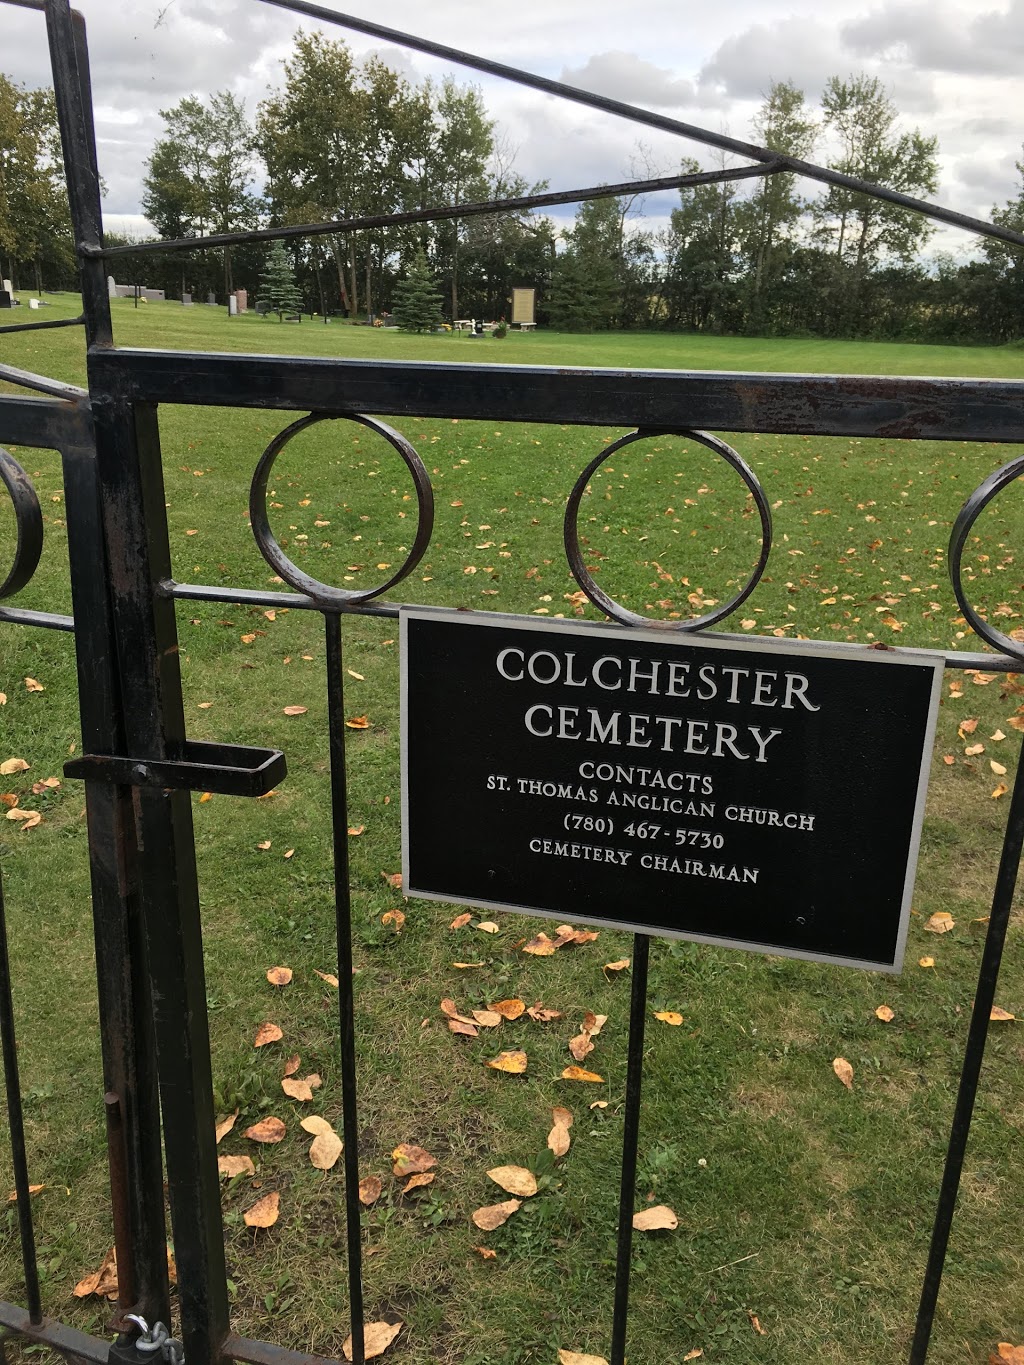 COLCHESTER
CEMETERY
CONTACTS
ST. THOMAS ANGLICAN CHURCH
(780) 467-5730
CEMETERY CHAIRMAN